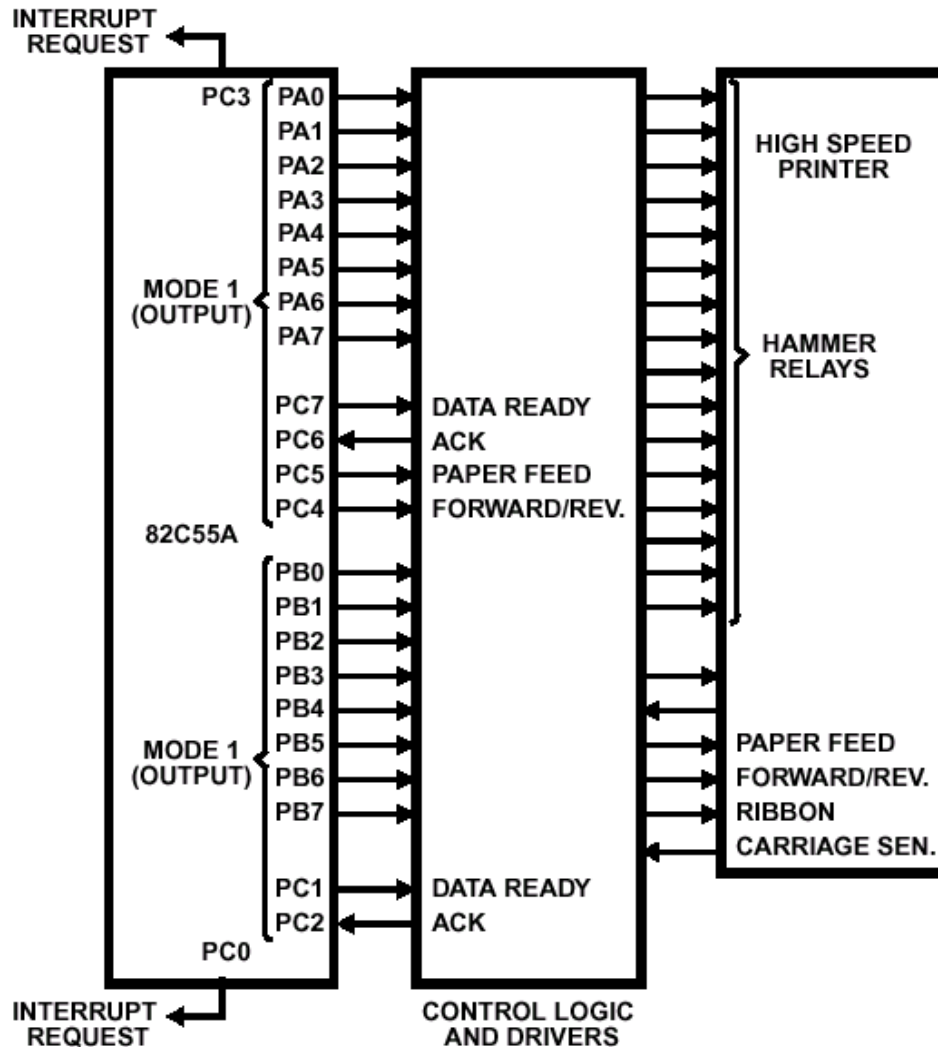 INTERRUPT
REQUEST
PC3
PA0
PA1
PA2
PA3
PA4
PA5
PA6
PA7
MODE 1
(OUTPUT)
PC7
PC6
PC5
PC4
82C55A
PB0
PB1
PB2
PB3
PB4
PB5
PB6
PB7
MODE 1
(OUTPUT)
PC1
PC2
PC0
INTERRUPT
REQUEST
DATA READY
ACK
PAPER FEED
FORWARD/REV.
DATA READY
ACK
CONTROL LOGIC
AND DRIVERS
HIGH SPEED
PRINTER
HAMMER
RELAYS
PAPER FEED
FORWARD/REV.
RIBBON
CARRIAGE SEN.